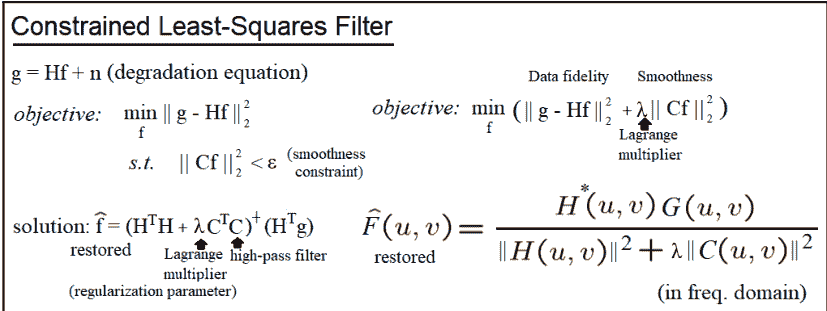 Constrained Least-Squares Filter
g = Hf + n (degradation equation)
Data fidelity Smoothness
objective: min f || g - Hf ||₂²
objective: min f ( || g - Hf ||₂² + λ || Cf ||₂² )
Lagrange multiplier
s.t. || Cf ||₂² < ε (smoothness constraint)
solution: f̂ = (HᵀH + λCᵀC)⁺ (Hᵀg)
restored Lagrange multiplier high-pass filter
(regularization parameter)
F̂(u, v) = H*(u, v) G(u, v) / ‖H(u, v)‖² + λ‖C(u, v)‖²
restored
(in freq. domain)